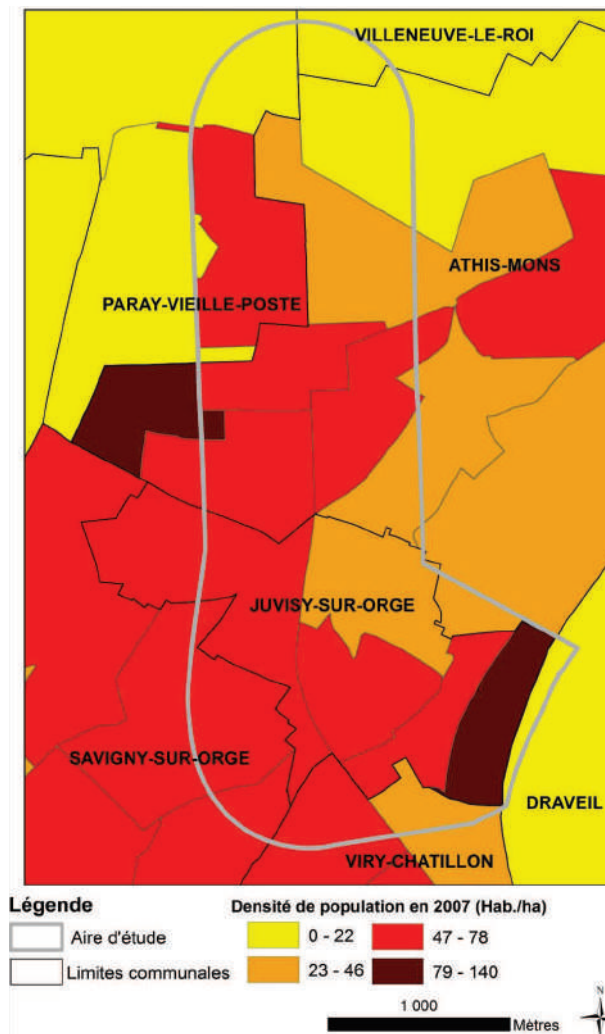 VILLENEUVE-LE-ROI
ATHIS-MONS
PARAY-VIEILLE-POSTE
JUVISY-SUR-ORGE
SAVIGNY-SUR-ORGE
DRAVEIL
VIRY-CHATILLON
Légende
Aire d'étude
Limites communales
Densité de population en 2007 (Hab./ha)
0 - 22
47 - 78
23 - 46
79 - 140
1 000
Mètres
N